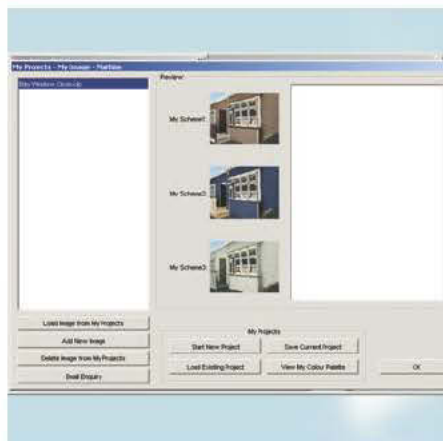 My Projects - My Image - Matisse
Bay Window Close-Up
Preview:
My Scheme1:
My Scheme2:
My Scheme3:
Load Image from My Projects
Add New Image
Delete Image from My Projects
Email Enquiry
My Projects
Start New Project
Save Current Project
Load Existing Project
View My Colour Palette
OK